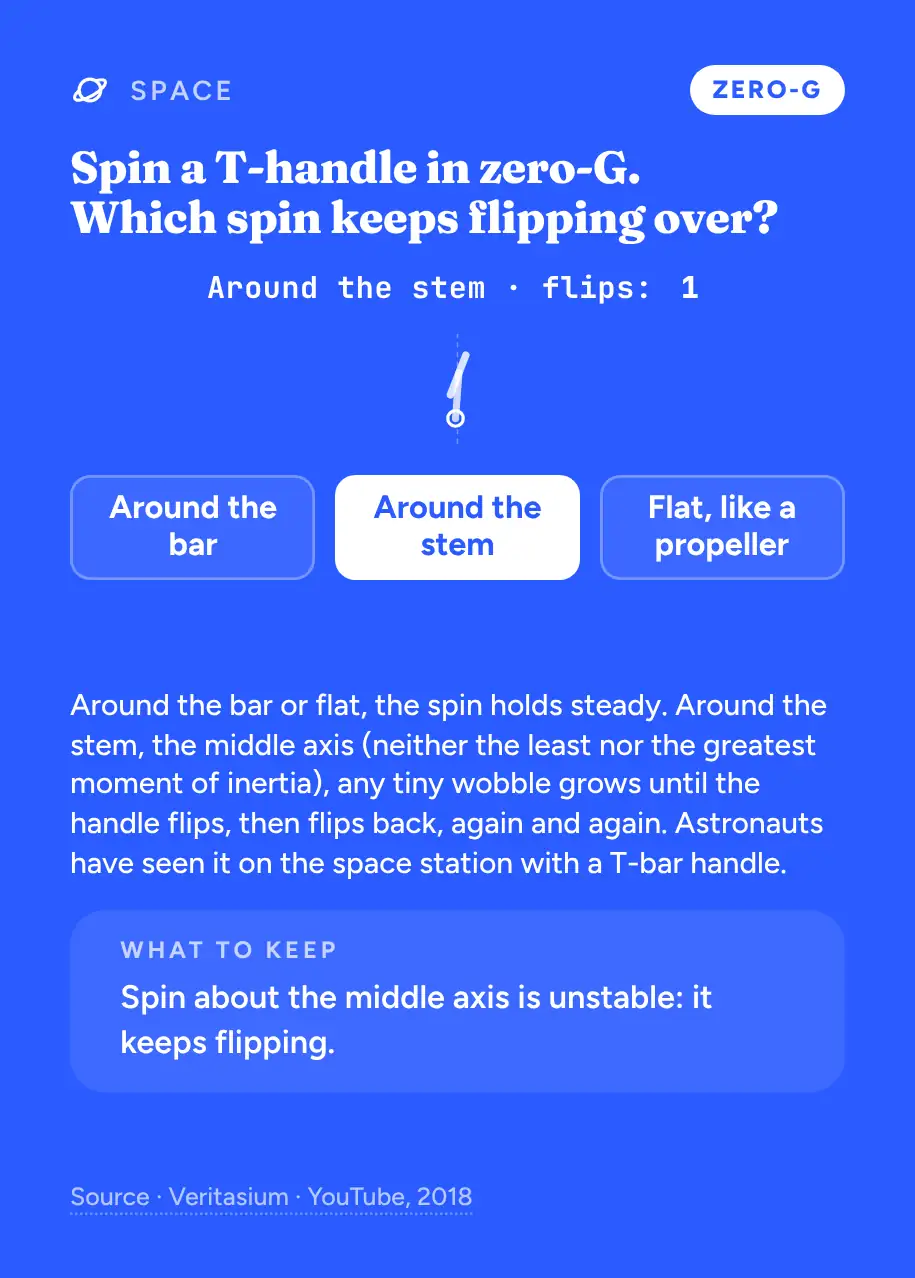 SPACE
ZERO-G
Spin a T-handle in zero-G.
Which spin keeps flipping over?
Around the stem · flips: 1
Around the
bar
Around the
stem
Flat, like a
propeller
Around the bar or flat, the spin holds steady. Around the
stem, the middle axis (neither the least nor the greatest
moment of inertia), any tiny wobble grows until the
handle flips, then flips back, again and again. Astronauts
have seen it on the space station with a T-bar handle.
WHAT TO KEEP
Spin about the middle axis is unstable: it
keeps flipping.
Source · Veritasium · YouTube, 2018